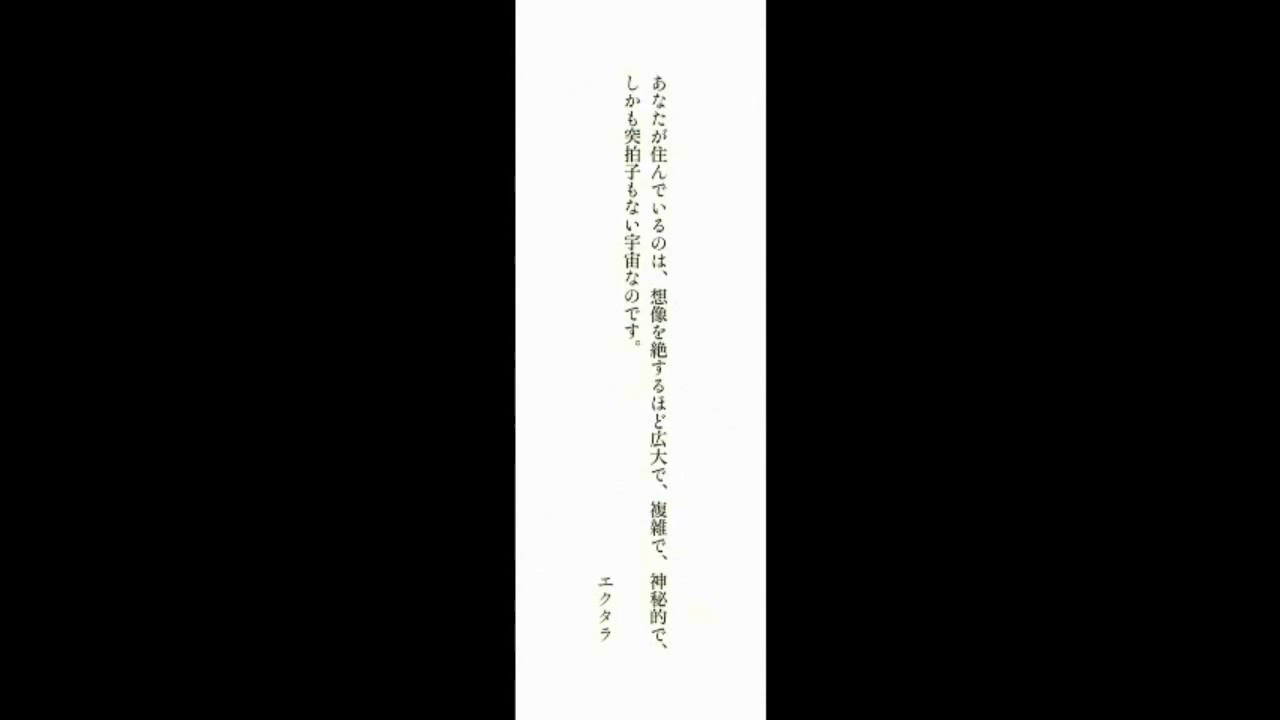 あなたが住んでいるのは、想像を絶するほど広大で、複雑で、神秘的で、
しかも突拍子もない宇宙なのです。
エクタラ